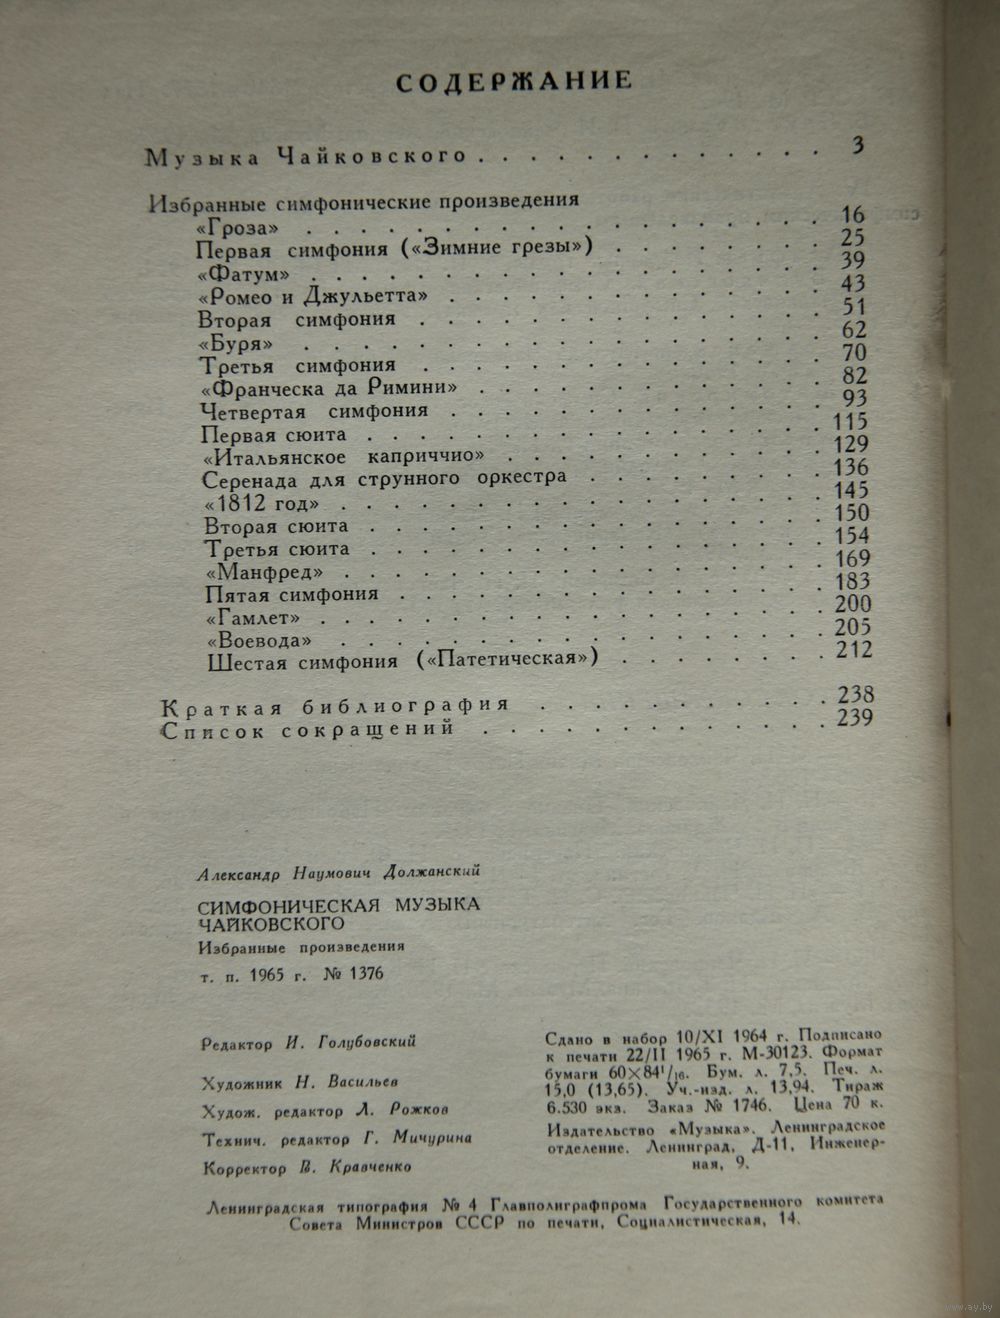 СОДЕРЖАНИЕ
Музыка Чайковского . . . . . . . . . . . . . 3
Избранные симфонические произведения
«Гроза» . . . . . . . . . . . . . . . . . . 16
Первая симфония («Зимние грезы») . . . . . . . . 25
«Фатум» . . . . . . . . . . . . . . . . . . 39
«Ромео и Джульетта» . . . . . . . . . . . . . . 43
Вторая симфония . . . . . . . . . . . . . . . 51
«Буря» . . . . . . . . . . . . . . . . . . . 62
Третья симфония . . . . . . . . . . . . . . . 70
«Франческа да Римини» . . . . . . . . . . . . . 82
Четвертая симфония . . . . . . . . . . . . . . 93
Первая сюита . . . . . . . . . . . . . . . . . 115
«Итальянское каприччио» . . . . . . . . . . . . 129
Серенада для струнного оркестра . . . . . . . . . 136
«1812 год» . . . . . . . . . . . . . . . . . . 145
Вторая сюита . . . . . . . . . . . . . . . . . 150
Третья сюита . . . . . . . . . . . . . . . . . 154
«Манфред» . . . . . . . . . . . . . . . . . . 169
Пятая симфония . . . . . . . . . . . . . . . . 183
«Гамлет» . . . . . . . . . . . . . . . . . . . 200
«Воевода» . . . . . . . . . . . . . . . . . . 205
Шестая симфония («Патетическая») . . . . . . . . 212
Краткая библиография . . . . . . . . . . . 238
Список сокращений . . . . . . . . . . . . . 239
Александр Наумович Должанский
СИМФОНИЧЕСКАЯ МУЗЫКА
ЧАЙКОВСКОГО
Избранные произведения
т. п. 1965 г. № 1376
Редактор И. Голубовский
Художник Н. Васильев
Худож. редактор Л. Рожков
Технич. редактор Г. Мичурина
Корректор В. Кравченко
Сдано в набор 10/XI 1964 г. Подписано
к печати 22/II 1965 г. М-30123. Формат
бумаги 60×84¹/₁₆. Бум. л. 7,5. Печ. л.
15,0 (13,65). Уч.-изд. л. 13,94. Тираж
6.530 экз. Заказ № 1746. Цена 70 к.
Издательство «Музыка». Ленинградское
отделение. Ленинград, Д-11, Инженер-
ная, 9.
Ленинградская типография № 4 Главполиграфпрома Государственного комитета
Совета Министров СССР по печати, Социалистическая, 14.
www.ay.by